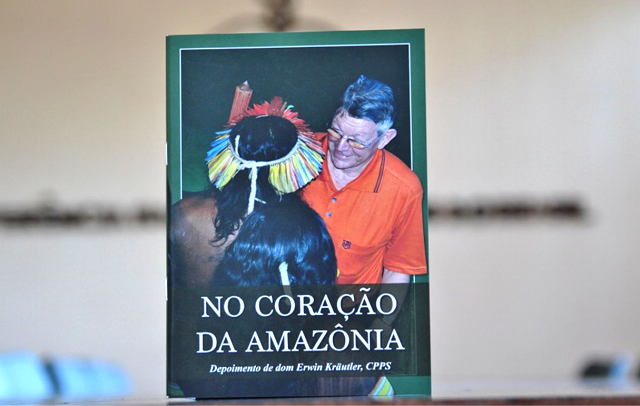 NO CORAÇÃO
DA AMAZÔNIA
Depoimento de dom Erwin Kräutler, CPPS